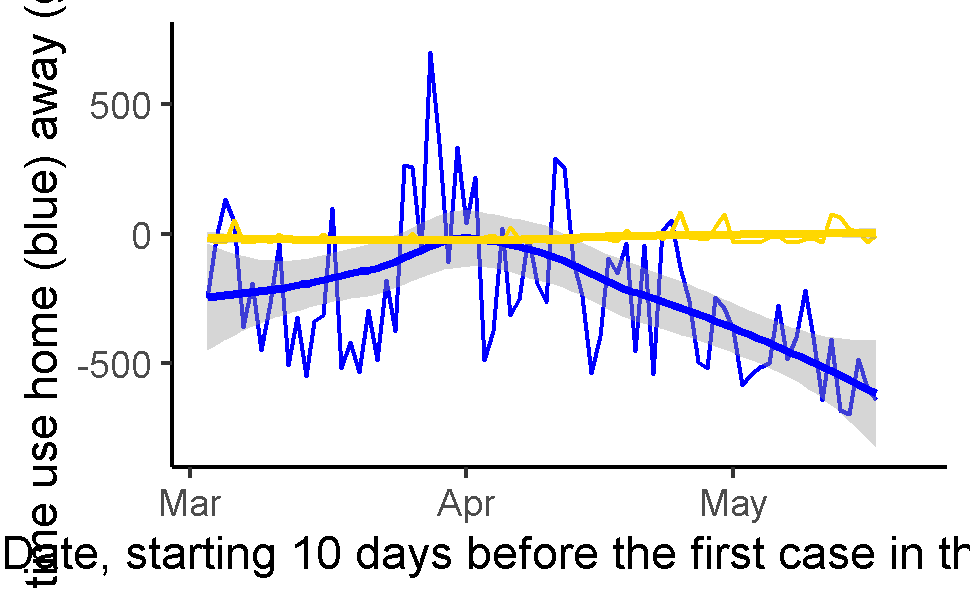 time use home (blue) away (
500
0
-500
Mar Apr May
Date, starting 10 days before the first case in th